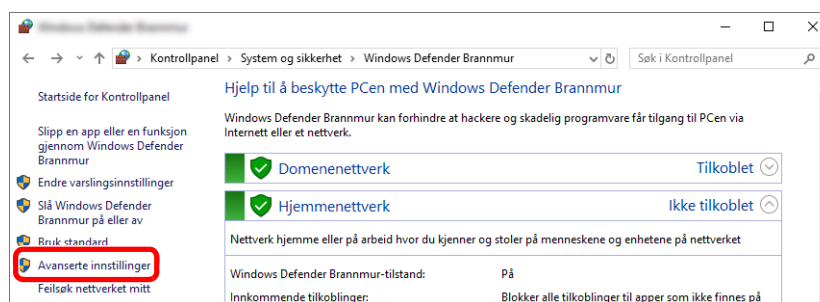 Kontrollpanel > System og sikkerhet > Windows Defender Brannmur
Søk i Kontrollpanel
Startside for Kontrollpanel
Slipp en app eller en funksjon
gjennom Windows Defender
Brannmur
Endre varslingsinnstillinger
Slå Windows Defender
Brannmur på eller av
Bruk standard
Avanserte innstillinger
Feilsøk nettverket mitt
Hjelp til å beskytte PCen med Windows Defender Brannmur
Windows Defender Brannmur kan forhindre at hackere og skadelig programvare får tilgang til PCen via
Internett eller et nettverk.
Domenenettverk Tilkoblet
Hjemmenettverk Ikke tilkoblet
Nettverk hjemme eller på arbeid hvor du kjenner og stoler på menneskene og enhetene på nettverket
Windows Defender Brannmur-tilstand: På
Innkommende tilkoblinger: Blokker alle tilkoblinger til apper som ikke finnes på